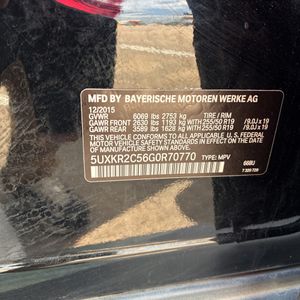 MFD BY BAYERISCHE MOTOREN WERKE AG
12/2015
GVWR 6069 lbs 2753 kg TIRE / RIM
GAWR FRONT 2630 lbs 1193 kg WITH 255/50 R19 /9.0J x 19
GAWR REAR 3589 lbs 1628 kg WITH 255/50 R19 /9.0J x 19
THIS VEHICLE CONFORMS TO ALL APPLICABLE U.S. FEDERAL
MOTOR VEHICLE SAFETY STANDARDS IN EFFECT ON THE DATE OF
MANUFACTURE SHOWN ABOVE.
5UXKR2C56G0R70770 TYPE: MPV
668U
7 320 729